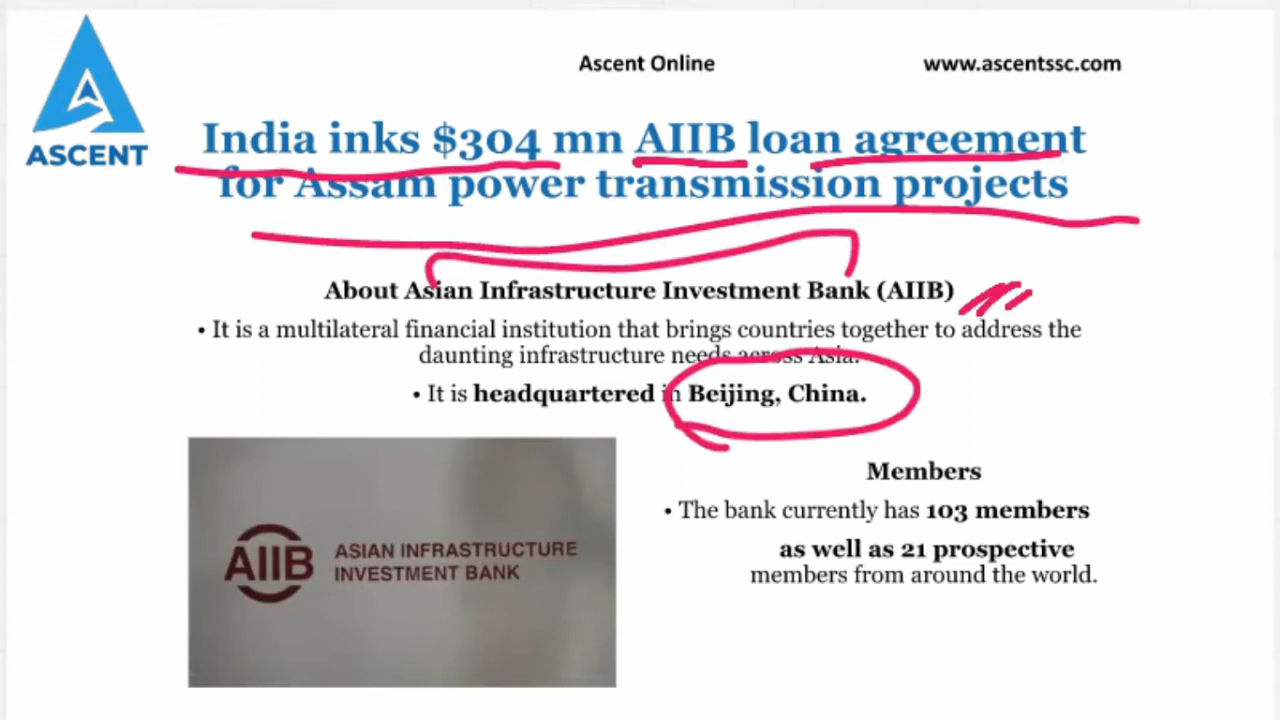 Ascent Online
www.ascentssc.com
ASCENT
India inks $304 mn AIIB loan agreement
for Assam power transmission projects
About Asian Infrastructure Investment Bank (AIIB)
• It is a multilateral financial institution that brings countries together to address the
daunting infrastructure needs across Asia.
• It is headquartered in Beijing, China.
AIIB
ASIAN INFRASTRUCTURE
INVESTMENT BANK
Members
• The bank currently has 103 members
as well as 21 prospective
members from around the world.